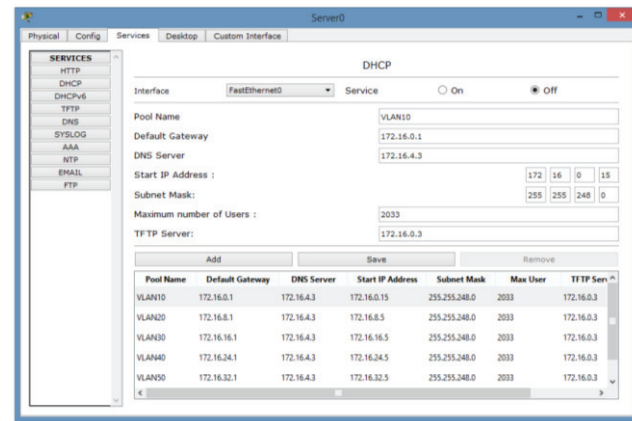 Server0
Physical Config Services Desktop Custom Interface
SERVICES
HTTP
DHCP
DHCPv6
TFTP
DNS
SYSLOG
AAA
NTP
EMAIL
FTP
DHCP
Interface FastEthernet0 Service On Off
Pool Name VLAN10
Default Gateway 172.16.0.1
DNS Server 172.16.4.3
Start IP Address : 172 16 0 15
Subnet Mask: 255 255 248 0
Maximum number of Users : 2033
TFTP Server: 172.16.0.3
Add Save Remove
Pool Name Default Gateway DNS Server Start IP Address Subnet Mask Max User TFTP Serv
VLAN10 172.16.0.1 172.16.4.3 172.16.0.15 255.255.248.0 2033 172.16.0.3
VLAN20 172.16.8.1 172.16.4.3 172.16.8.5 255.255.248.0 2033 172.16.0.3
VLAN30 172.16.16.1 172.16.4.3 172.16.16.5 255.255.248.0 2033 172.16.0.3
VLAN40 172.16.24.1 172.16.4.3 172.16.24.5 255.255.248.0 2033 172.16.0.3
VLAN50 172.16.32.1 172.16.4.3 172.16.32.5 255.255.248.0 2033 172.16.0.3